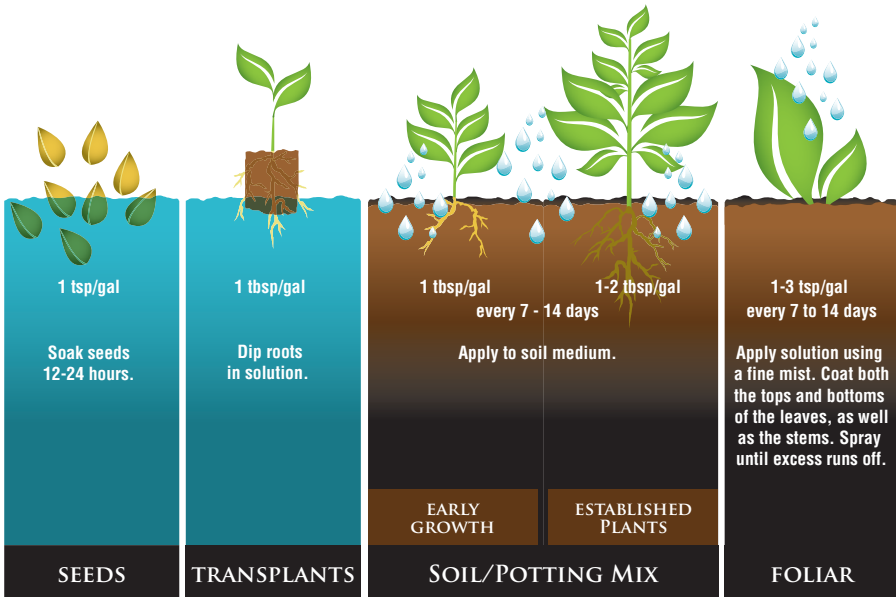 1 tsp/gal
Soak seeds
12-24 hours.
SEEDS
1 tbsp/gal
Dip roots
in solution.
TRANSPLANTS
1 tbsp/gal
1-2 tbsp/gal
every 7 - 14 days
Apply to soil medium.
EARLY
GROWTH
ESTABLISHED
PLANTS
SOIL/POTTING MIX
1-3 tsp/gal
every 7 to 14 days
Apply solution using
a fine mist. Coat both
the tops and bottoms
of the leaves, as well
as the stems. Spray
until excess runs off.
FOLIAR